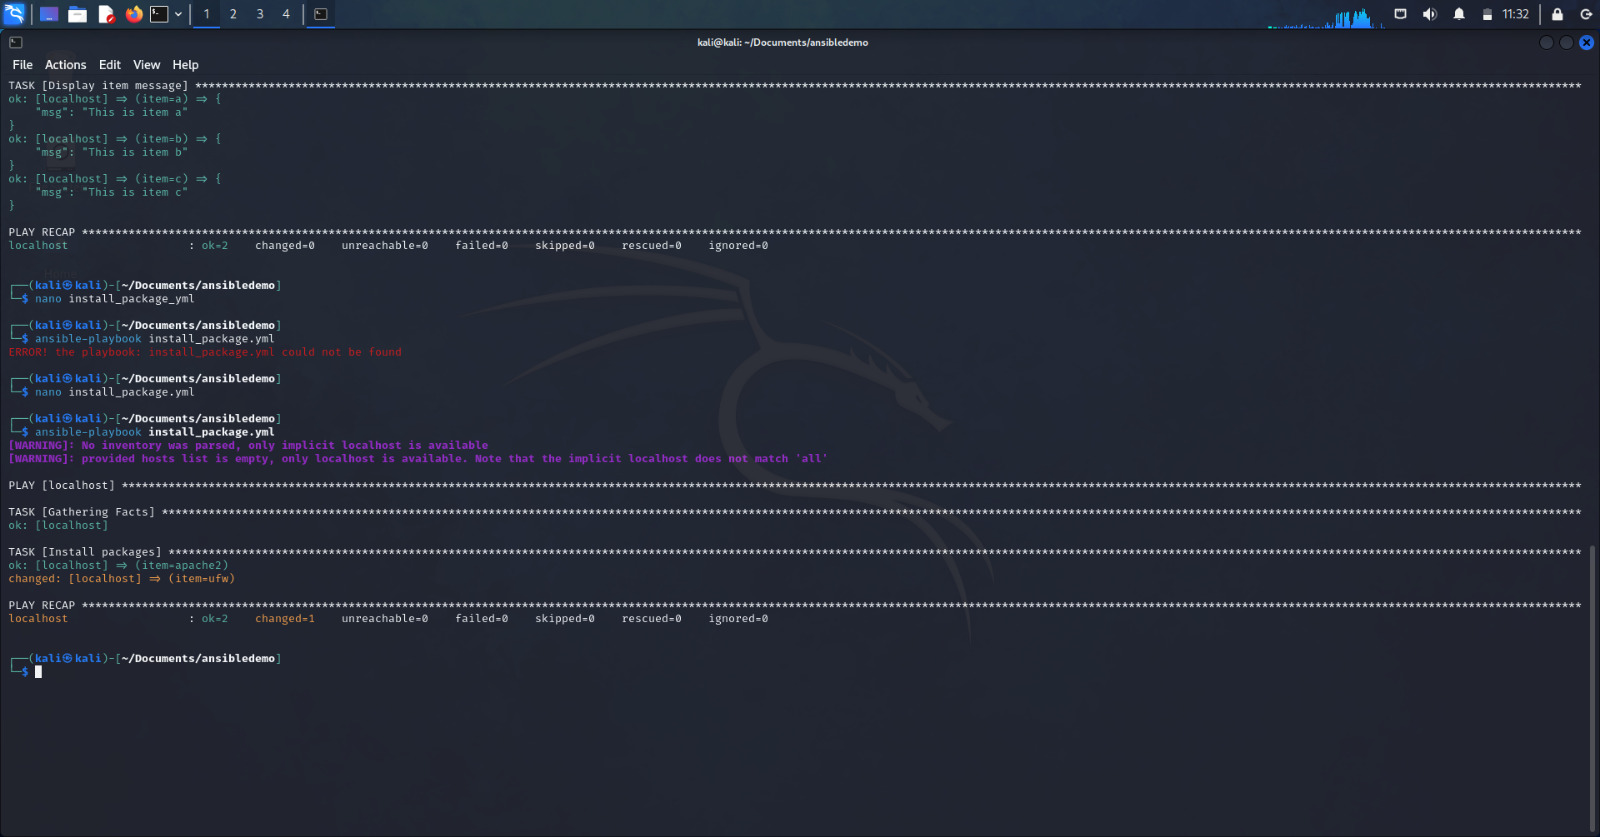 1 2 3 4 11:32
kali@kali: ~/Documents/ansibledemo
File Actions Edit View Help
TASK [Display item message] ****************************************************************************************************************************************************************************************************************
ok: [localhost] => (item=a) => {
    "msg": "This is item a"
}
ok: [localhost] => (item=b) => {
    "msg": "This is item b"
}
ok: [localhost] => (item=c) => {
    "msg": "This is item c"
}
PLAY RECAP *********************************************************************************************************************************************************************************************************************************
localhost                  : ok=2    changed=0    unreachable=0    failed=0    skipped=0    rescued=0    ignored=0
┌──(kali㉿kali)-[~/Documents/ansibledemo]
└─$ nano install_package_yml
┌──(kali㉿kali)-[~/Documents/ansibledemo]
└─$ ansible-playbook install_package.yml
ERROR! the playbook: install_package.yml could not be found
┌──(kali㉿kali)-[~/Documents/ansibledemo]
└─$ nano install_package.yml
┌──(kali㉿kali)-[~/Documents/ansibledemo]
└─$ ansible-playbook install_package.yml
[WARNING]: No inventory was parsed, only implicit localhost is available
[WARNING]: provided hosts list is empty, only localhost is available. Note that the implicit localhost does not match 'all'
PLAY [localhost] ***************************************************************************************************************************************************************************************************************************
TASK [Gathering Facts] *********************************************************************************************************************************************************************************************************************
ok: [localhost]
TASK [Install packages] ********************************************************************************************************************************************************************************************************************
ok: [localhost] => (item=apache2)
changed: [localhost] => (item=ufw)
PLAY RECAP *********************************************************************************************************************************************************************************************************************************
localhost                  : ok=2    changed=1    unreachable=0    failed=0    skipped=0    rescued=0    ignored=0
┌──(kali㉿kali)-[~/Documents/ansibledemo]
└─$